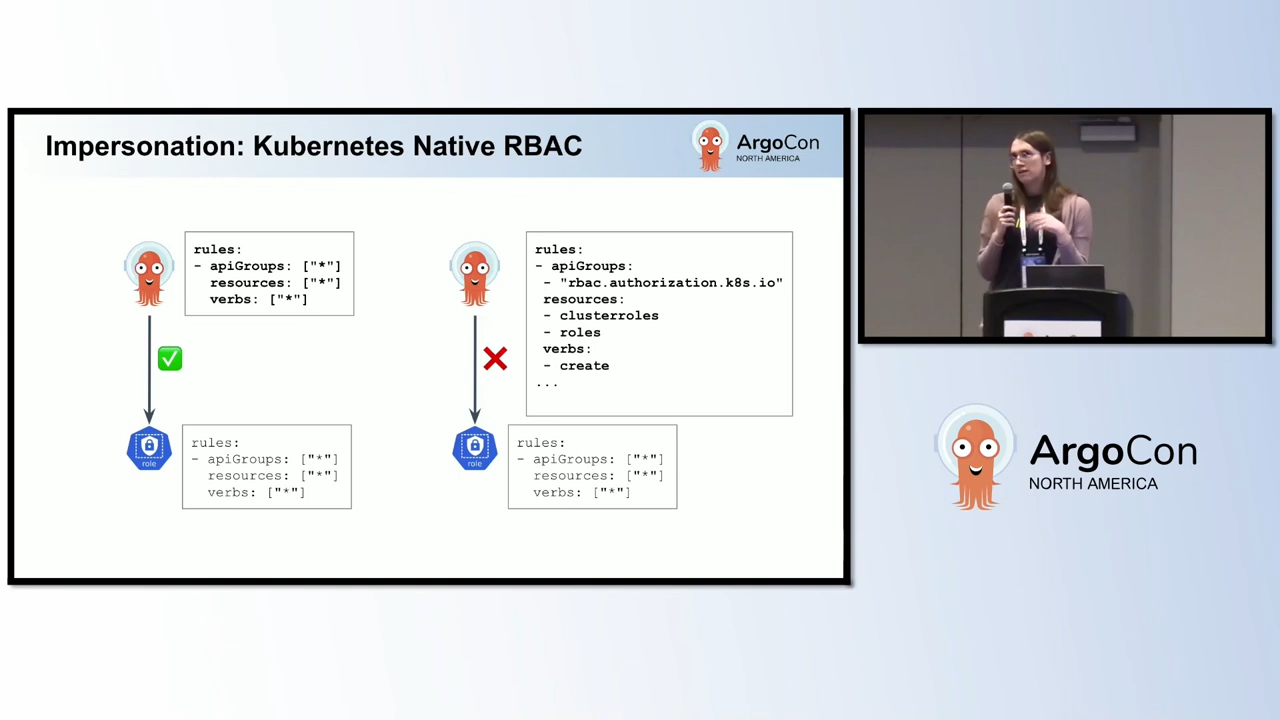 Impersonation: Kubernetes Native RBAC
ArgoCon
NORTH AMERICA
rules:
- apiGroups: ["*"]
  resources: ["*"]
  verbs: ["*"]
role
rules:
- apiGroups: ["*"]
  resources: ["*"]
  verbs: ["*"]
rules:
- apiGroups:
  - "rbac.authorization.k8s.io"
  resources:
  - clusterroles
  - roles
  verbs:
  - create
...
role
rules:
- apiGroups: ["*"]
  resources: ["*"]
  verbs: ["*"]
ArgoCon
NORTH AMERICA